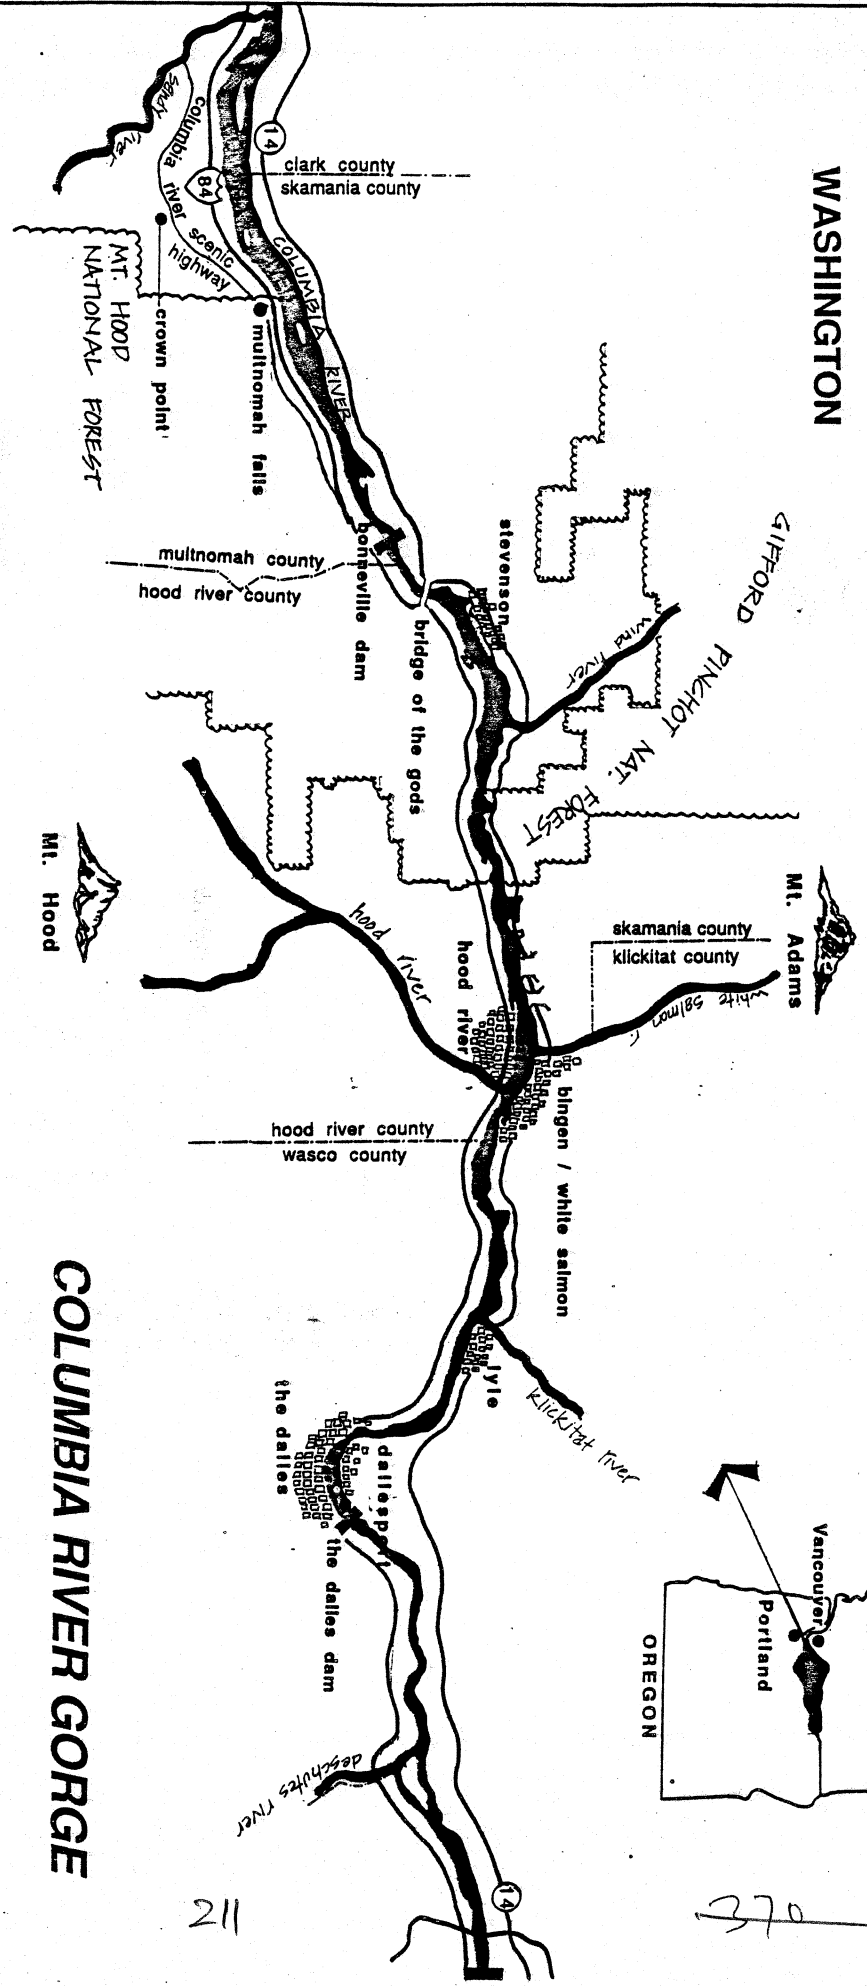 WASHINGTON
sandy river
columbia river scenic
highway
14
84
clark county
skamania county
COLUMBIA RIVER
MT. HOOD
NATIONAL FOREST
crown point
multnomah falls
multnomah county
hood river county
bonneville dam
bridge of the gods
stevenson
wind river
GIFFORD PINCHOT NAT. FOREST
Mt. Hood
Mt. Adams
hood river
hood river
skamania county
klickitat county
white salmon r.
bingen / white salmon
hood river county
wasco county
lyle
klickitat river
the dalles
dallesport
the dalles dam
deschutes river
14
Vancouver
Portland
OREGON
COLUMBIA RIVER GORGE
211
370